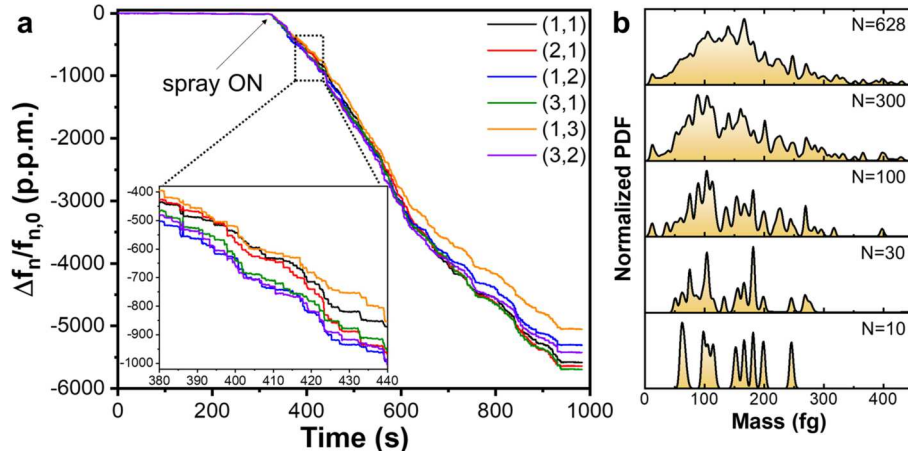 a
0
-1000
-2000
-3000
-4000
-5000
-6000
Δfn/fn,0 (p.p.m.)
spray ON
(1,1)
(2,1)
(1,2)
(3,1)
(1,3)
(3,2)
-400
-500
-600
-700
-800
-900
-1000
380 390 400 410 420 430 440
0 200 400 600 800 1000
Time (s)
b
Normalized PDF
N=628
N=300
N=100
N=30
N=10
0 100 200 300 400
Mass (fg)